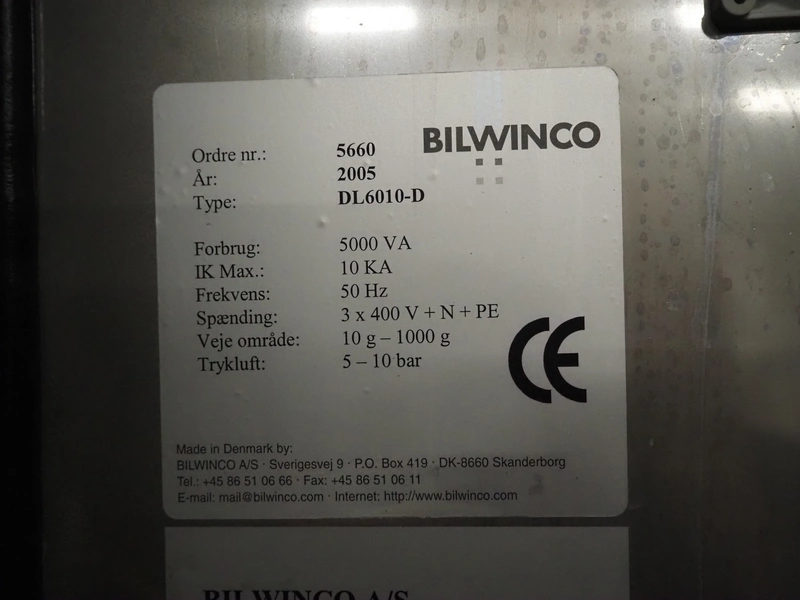 BILWINCO
Ordre nr.: 5660
År: 2005
Type: DL6010-D
Forbrug: 5000 VA
IK Max.: 10 KA
Frekvens: 50 Hz
Spænding: 3 x 400 V + N + PE
Veje område: 10 g – 1000 g
Trykluft: 5 – 10 bar
CE
Made in Denmark by:
BILWINCO A/S · Sverigesvej 9 · P.O. Box 419 · DK-8660 Skanderborg
Tel.: +45 86 51 06 66 · Fax: +45 86 51 06 11
E-mail: mail@bilwinco.com · Internet: http://www.bilwinco.com
BILWINCO A/S